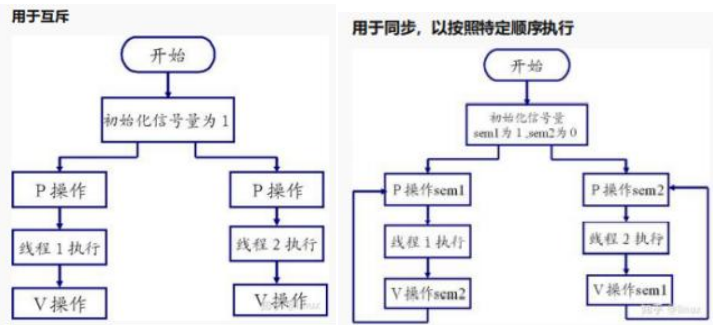 用于互斥
开始
初始化信号量为1
P操作
P操作
线程1执行
线程2执行
V操作
V操作
用于同步，以按照特定顺序执行
开始
初始化信号量
sem1为1,sem2为0
P操作sem1
P操作sem2
线程1执行
线程2执行
V操作sem2
V操作sem1
知乎 @linux